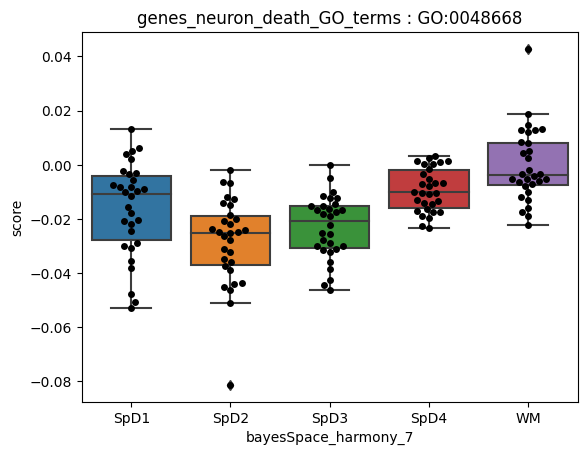 genes_neuron_death_GO_terms : GO:0048668
0.04
0.02
0.00
−0.02
−0.04
−0.06
−0.08
score
SpD1 SpD2 SpD3 SpD4 WM
bayesSpace_harmony_7